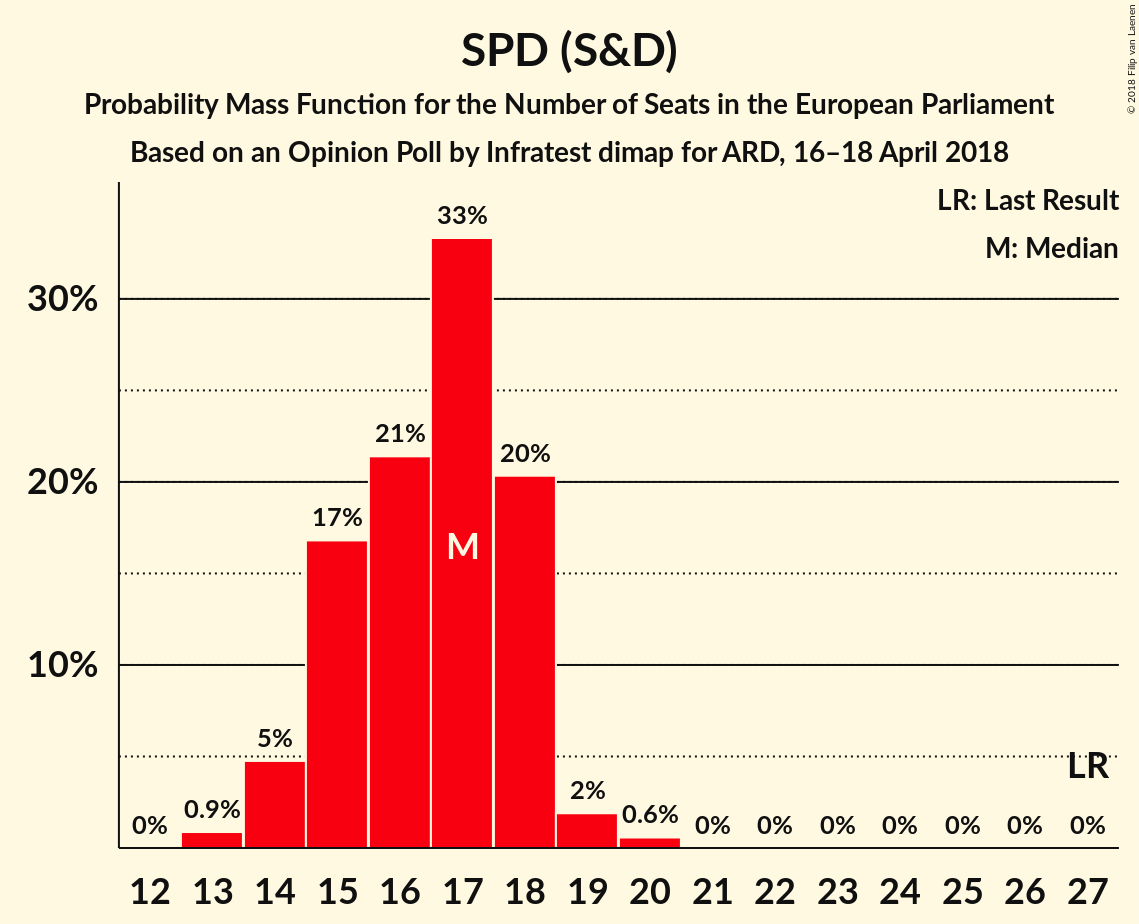 SPD (S&D)
Probability Mass Function for the Number of Seats in the European Parliament
Based on an Opinion Poll by Infratest dimap for ARD, 16–18 April 2018
© 2018 Filip van Laenen
LR: Last Result
M: Median
33%
30%
21%
20%
20%
17%
M
10%
5%
LR
0% 0.9% 2% 0.6% 0% 0% 0% 0% 0% 0% 0%
12 13 14 15 16 17 18 19 20 21 22 23 24 25 26 27